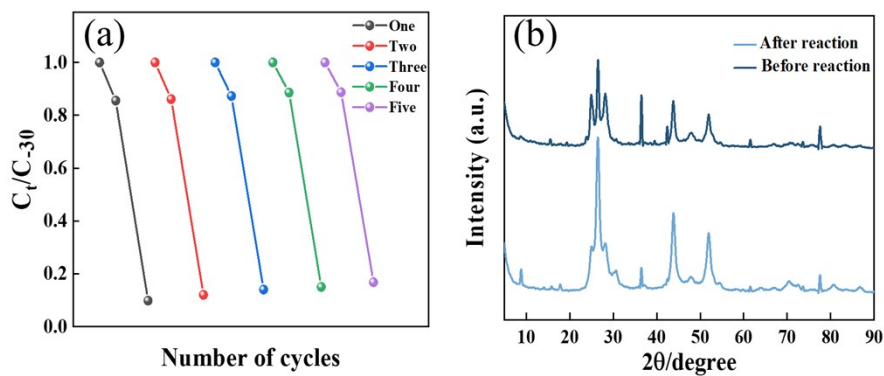 (a)
One
Two
Three
Four
Five
1.0
0.8
0.6
0.4
0.2
0.0
Cₜ/C₋₃₀
Number of cycles
(b)
After reaction
Before reaction
Intensity (a.u.)
10 20 30 40 50 60 70 80 90
2θ/degree